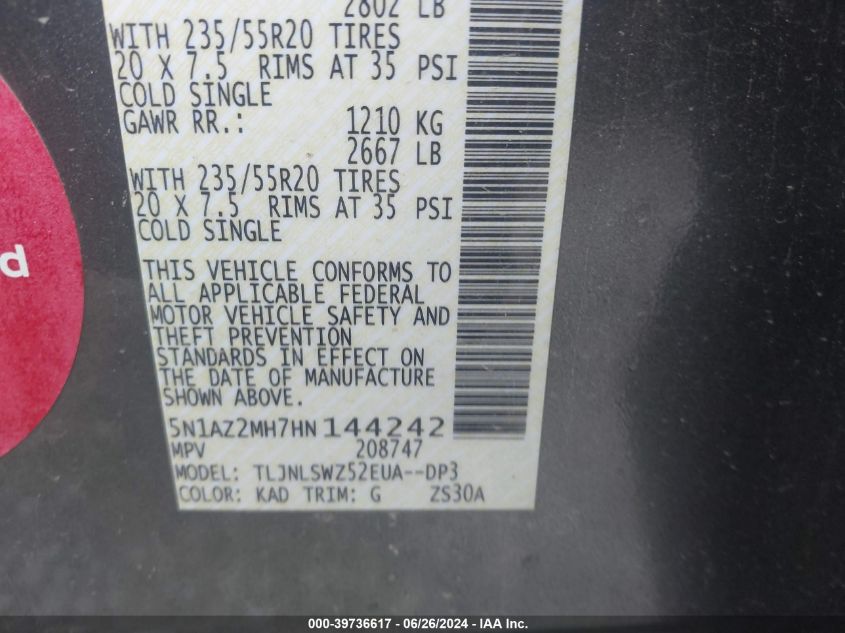 2802 LB
WITH 235/55R20 TIRES
20 X 7.5 RIMS AT 35 PSI
COLD SINGLE
GAWR RR.: 1210 KG
2667 LB
WITH 235/55R20 TIRES
20 X 7.5 RIMS AT 35 PSI
COLD SINGLE
THIS VEHICLE CONFORMS TO
ALL APPLICABLE FEDERAL
MOTOR VEHICLE SAFETY AND
THEFT PREVENTION
STANDARDS IN EFFECT ON
THE DATE OF MANUFACTURE
SHOWN ABOVE.
5N1AZ2MH7HN144242
MPV 208747
MODEL: TLJNLSWZ52EUA--DP3
COLOR: KAD TRIM: G ZS30A
d
000-39736617 - 06/26/2024 - IAA Inc.